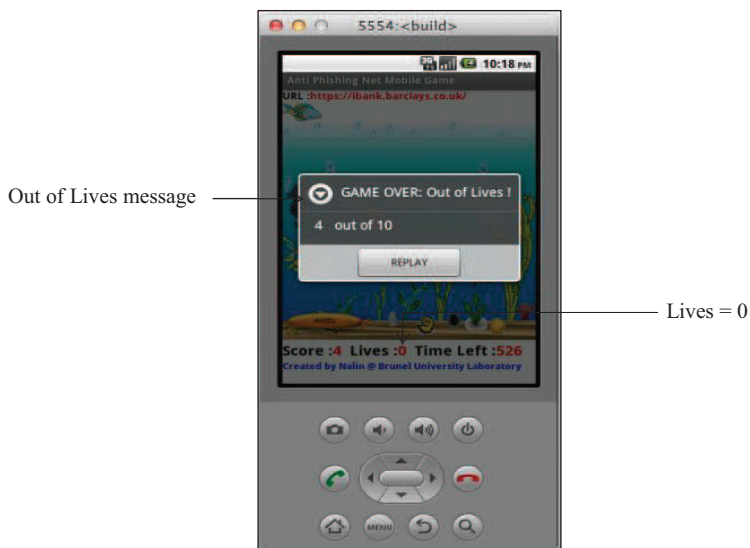 5554:<build>
3G
10:18 PM
Anti Phishing Net Mobile Game
URL :https://ibank.barclays.co.uk/
Out of Lives message
GAME OVER: Out of Lives !
4 out of 10
REPLAY
Lives = 0
Score :4 Lives :0 Time Left :526
Created by Nalin @ Brunel University Laboratory
MENU